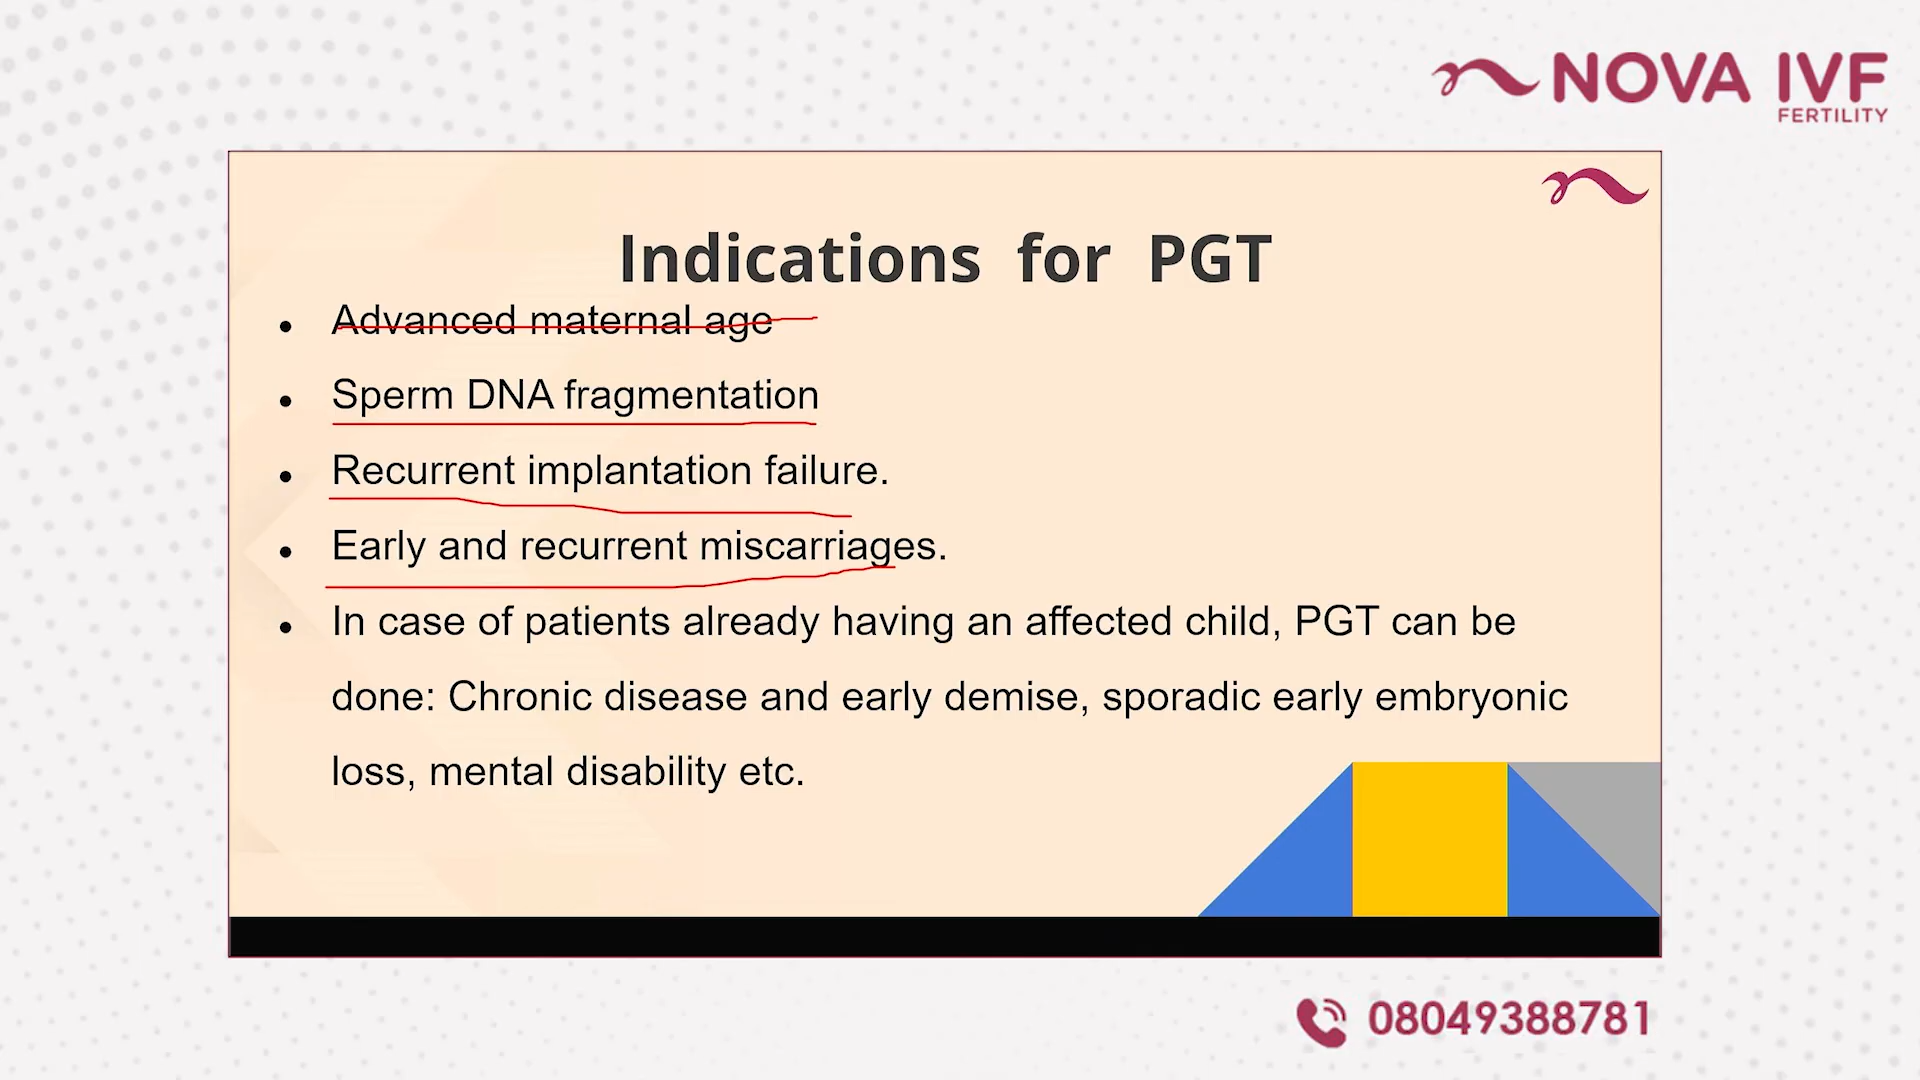 NOVA IVF
FERTILITY
Indications for PGT
• Advanced maternal age
• Sperm DNA fragmentation
• Recurrent implantation failure.
• Early and recurrent miscarriages.
• In case of patients already having an affected child, PGT can be
done: Chronic disease and early demise, sporadic early embryonic
loss, mental disability etc.
08049388781